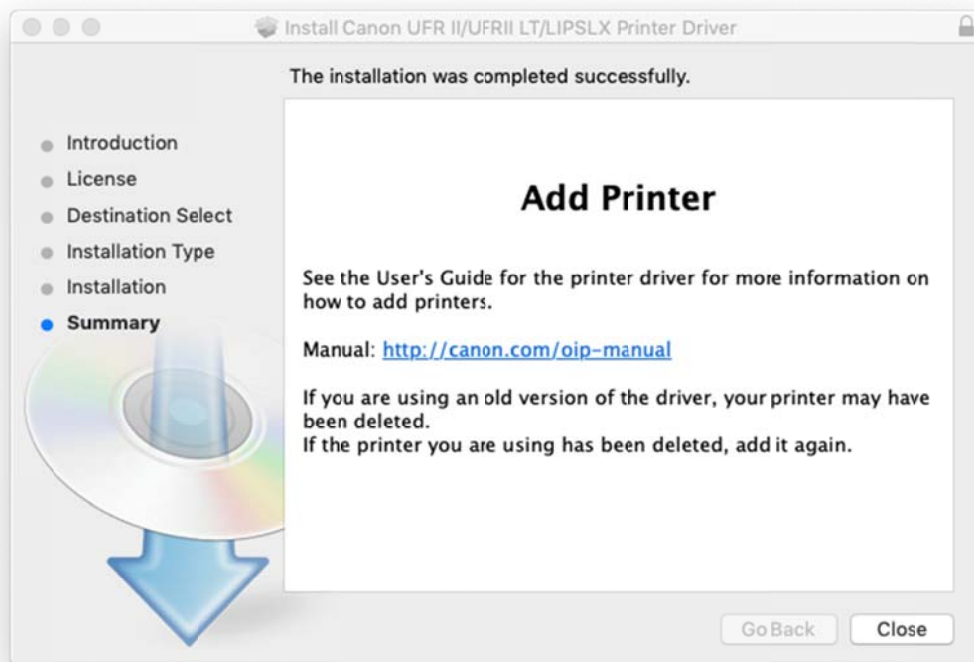 Install Canon UFR II/UFRII LT/LIPSLX Printer Driver
The installation was completed successfully.
Introduction
License
Destination Select
Installation Type
Installation
Summary
Add Printer
See the User's Guide for the printer driver for more information on
how to add printers.
Manual: http://canon.com/oip-manual
If you are using an old version of the driver, your printer may have
been deleted.
If the printer you are using has been deleted, add it again.
Go Back
Close